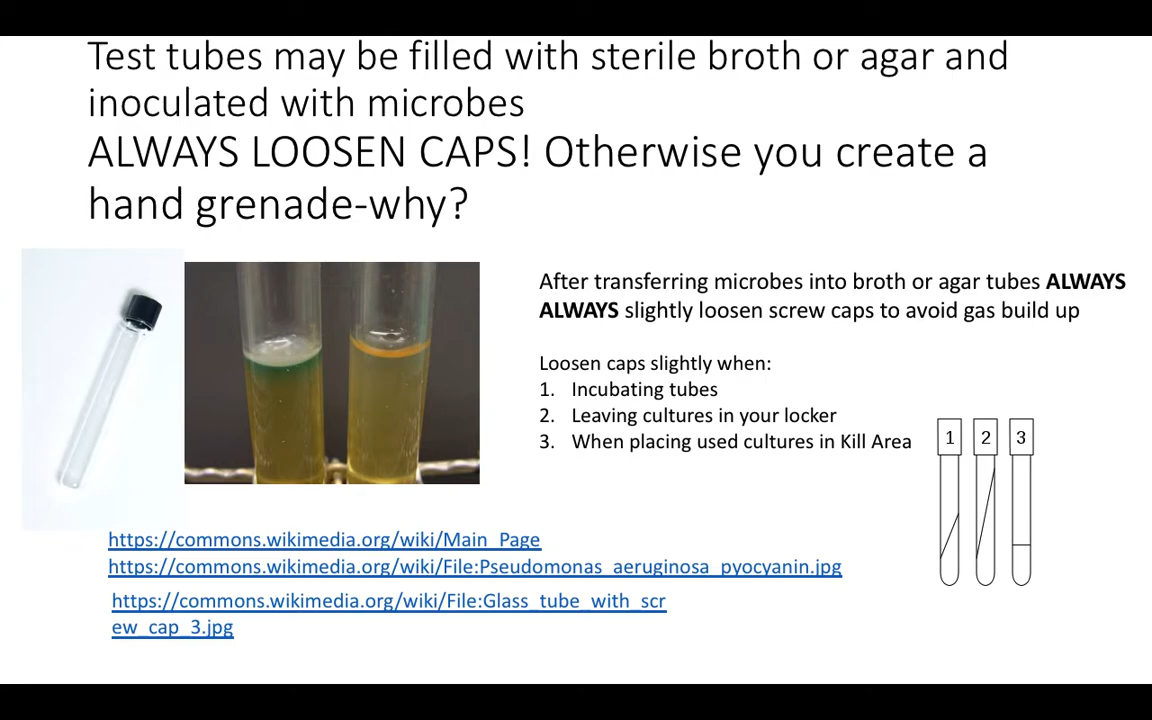 Test tubes may be filled with sterile broth or agar and
inoculated with microbes
ALWAYS LOOSEN CAPS! Otherwise you create a
hand grenade-why?
After transferring microbes into broth or agar tubes ALWAYS
ALWAYS slightly loosen screw caps to avoid gas build up
Loosen caps slightly when:
1. Incubating tubes
2. Leaving cultures in your locker
3. When placing used cultures in Kill Area
1 2 3
https://commons.wikimedia.org/wiki/Main_Page
https://commons.wikimedia.org/wiki/File:Pseudomonas_aeruginosa_pyocyanin.jpg
https://commons.wikimedia.org/wiki/File:Glass_tube_with_scr
ew_cap_3.jpg